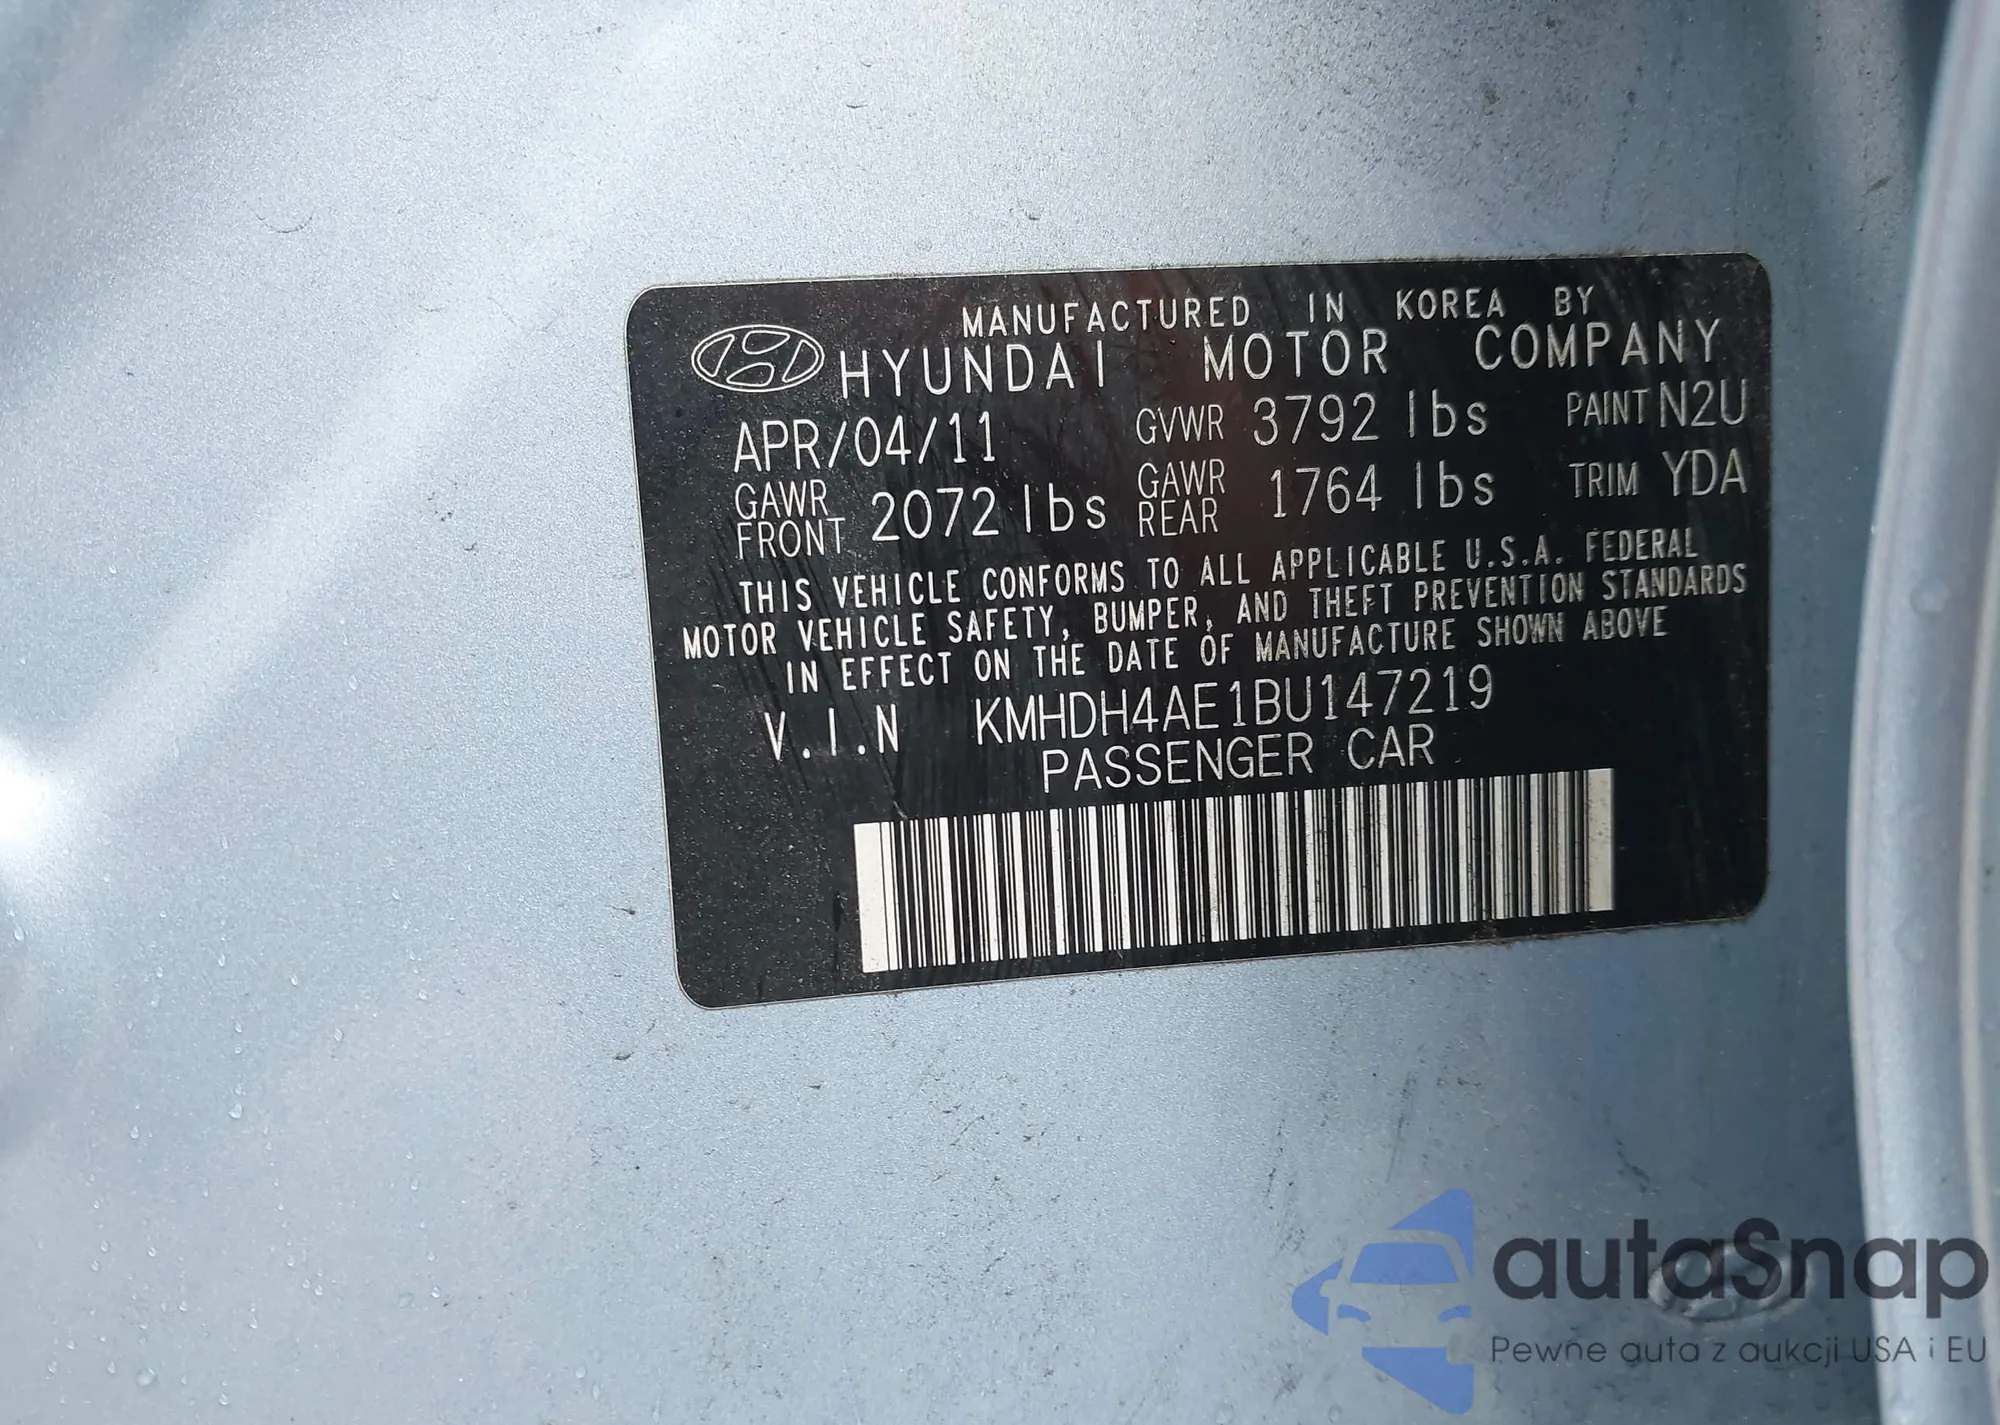 MANUFACTURED IN KOREA BY
HYUNDAI MOTOR COMPANY
APR/04/11 GVWR 3792 lbs PAINT N2U
GAWR FRONT 2072 lbs GAWR REAR 1764 lbs TRIM YDA
THIS VEHICLE CONFORMS TO ALL APPLICABLE U.S.A. FEDERAL
MOTOR VEHICLE SAFETY, BUMPER, AND THEFT PREVENTION STANDARDS
IN EFFECT ON THE DATE OF MANUFACTURE SHOWN ABOVE
V.I.N KMHDH4AE1BU147219
PASSENGER CAR
autaSnap
Pewne auta z aukcji USA i EU